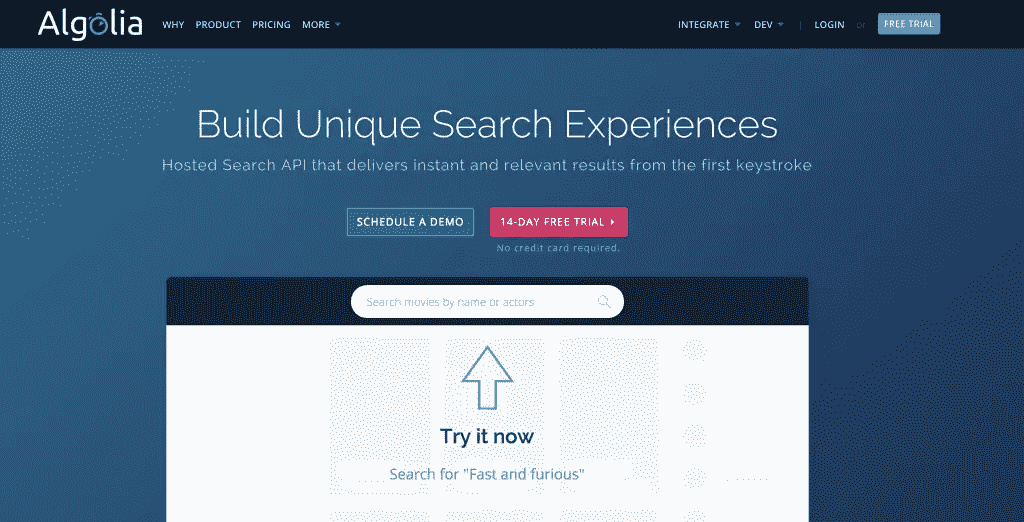 Algolia WHY PRODUCT PRICING MORE INTEGRATE DEV | LOGIN or FREE TRIAL
Build Unique Search Experiences
Hosted Search API that delivers instant and relevant results from the first keystroke
SCHEDULE A DEMO 14-DAY FREE TRIAL
No credit card required.
Search movies by name or actors
Try it now
Search for "Fast and furious"